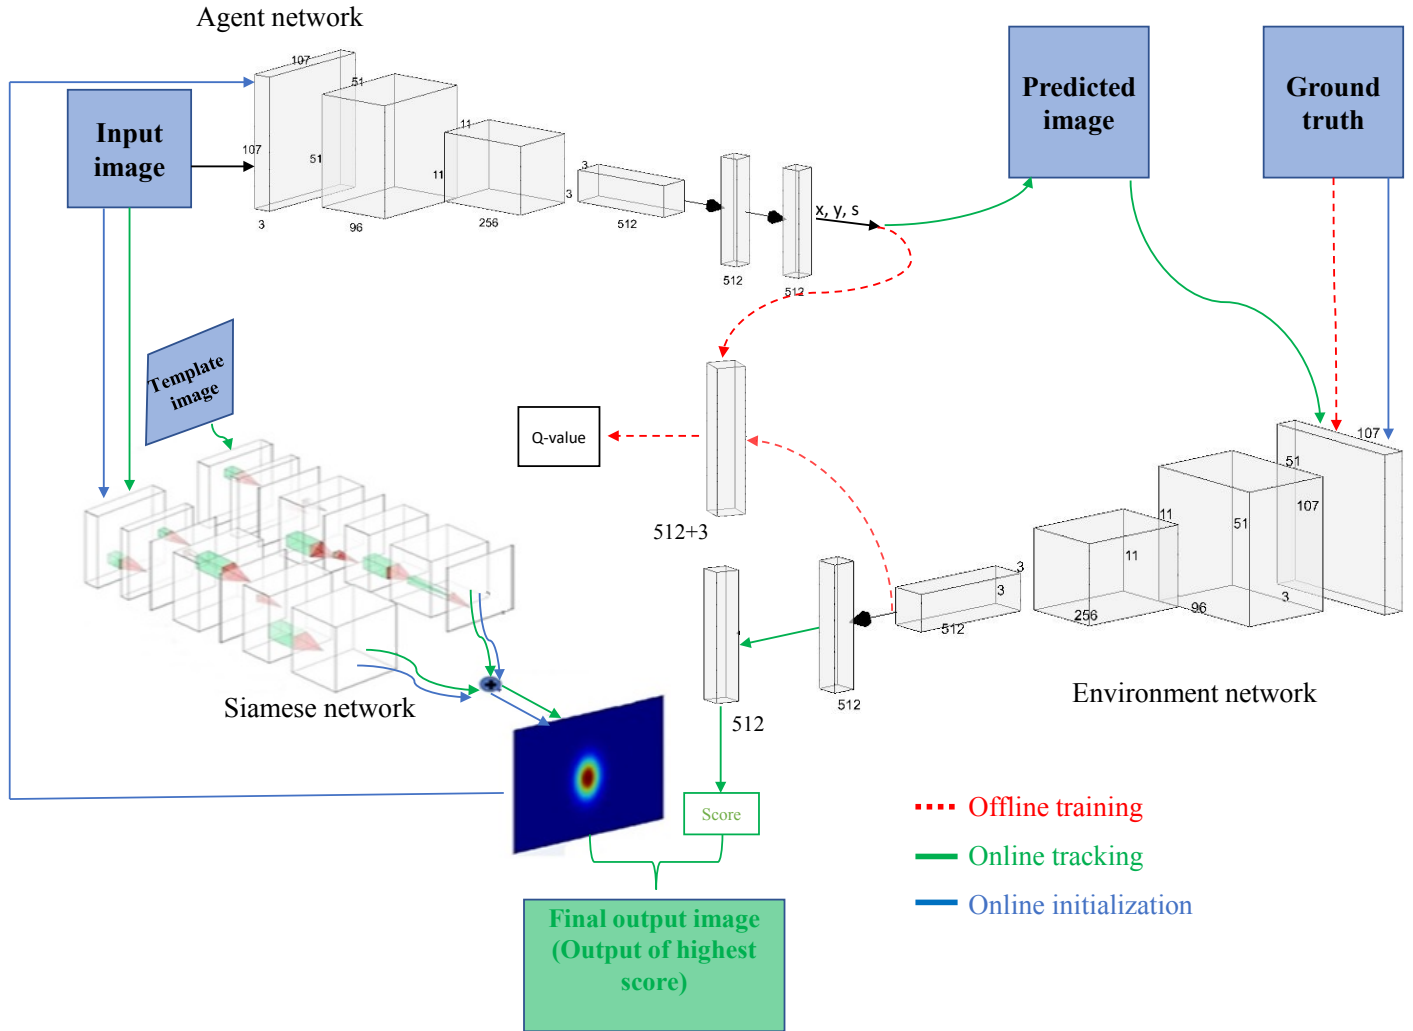 Agent network
Input
image
107
107
3
51
51
96
11
11
256
3
3
512
512
512
x, y, s
Predicted
image
Ground
truth
Template
image
Q-value
512+3
512
512
512
3
3
256
11
11
96
51
51
3
107
107
Siamese network
Environment network
Score
Final output image
(Output of highest
score)
Offline training
Online tracking
Online initialization